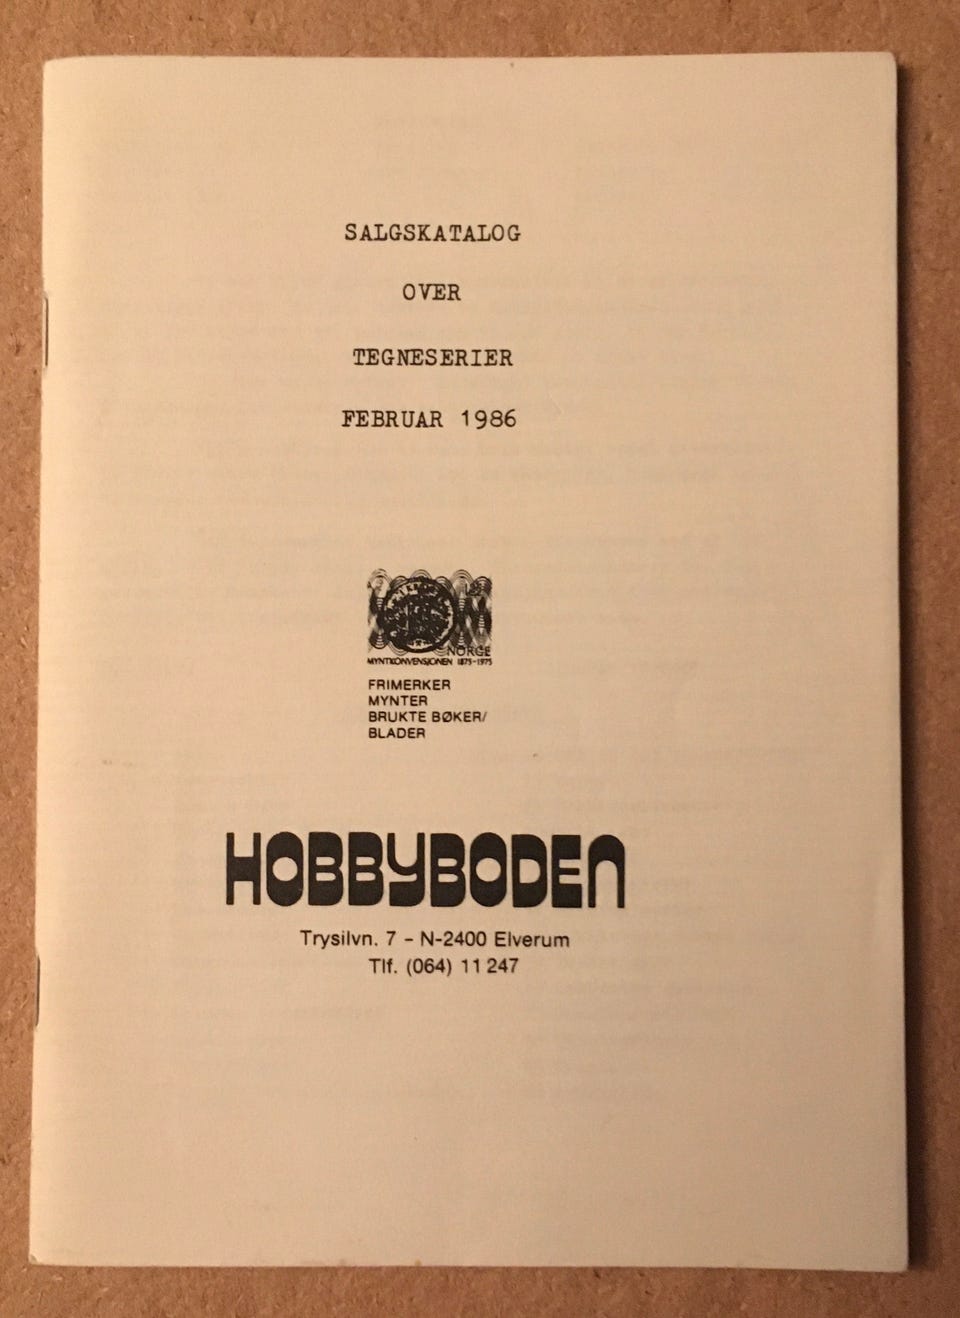 SALGSKATALOG
OVER
TEGNESERIER
FEBRUAR 1986
NORGE
MYNTKONVENSJONEN 1875-1975
FRIMERKER
MYNTER
BRUKTE BØKER/
BLADER
HOBBYBODEN
Trysilvn. 7 - N-2400 Elverum
Tlf. (064) 11 247